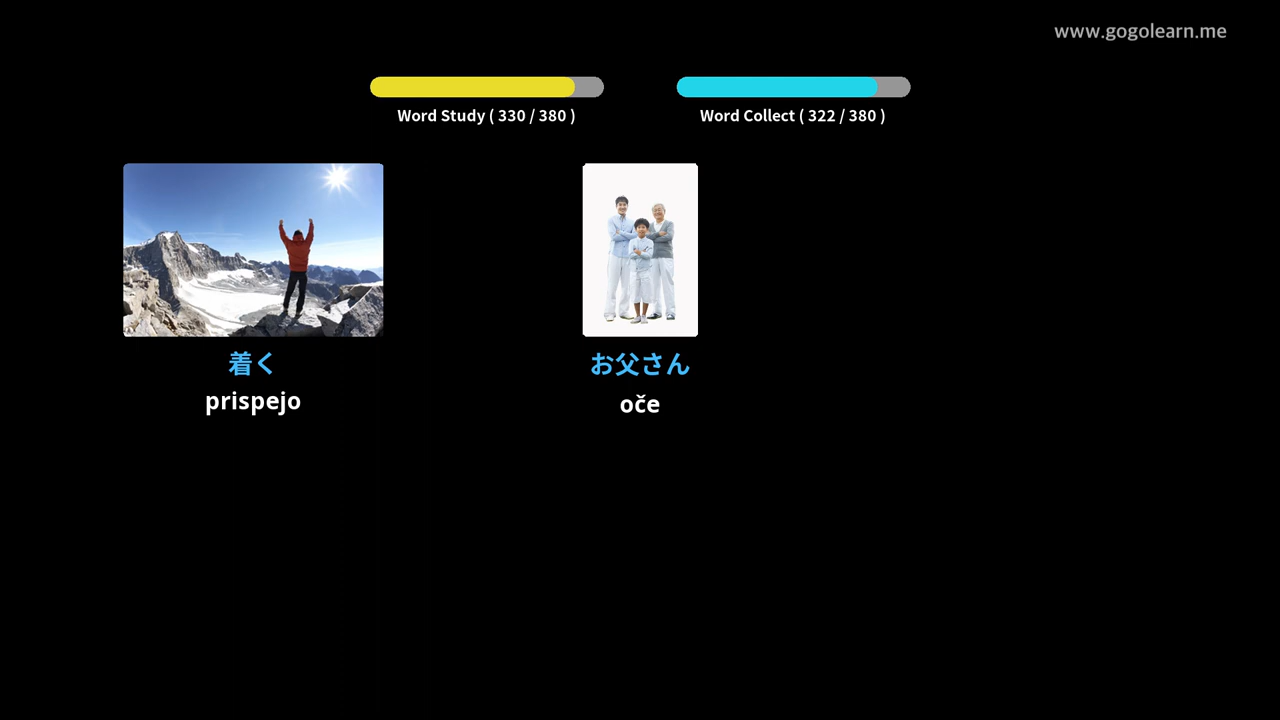 www.gogolearn.me
Word Study ( 330 / 380 )
Word Collect ( 322 / 380 )
着く
prispejo
お父さん
oče